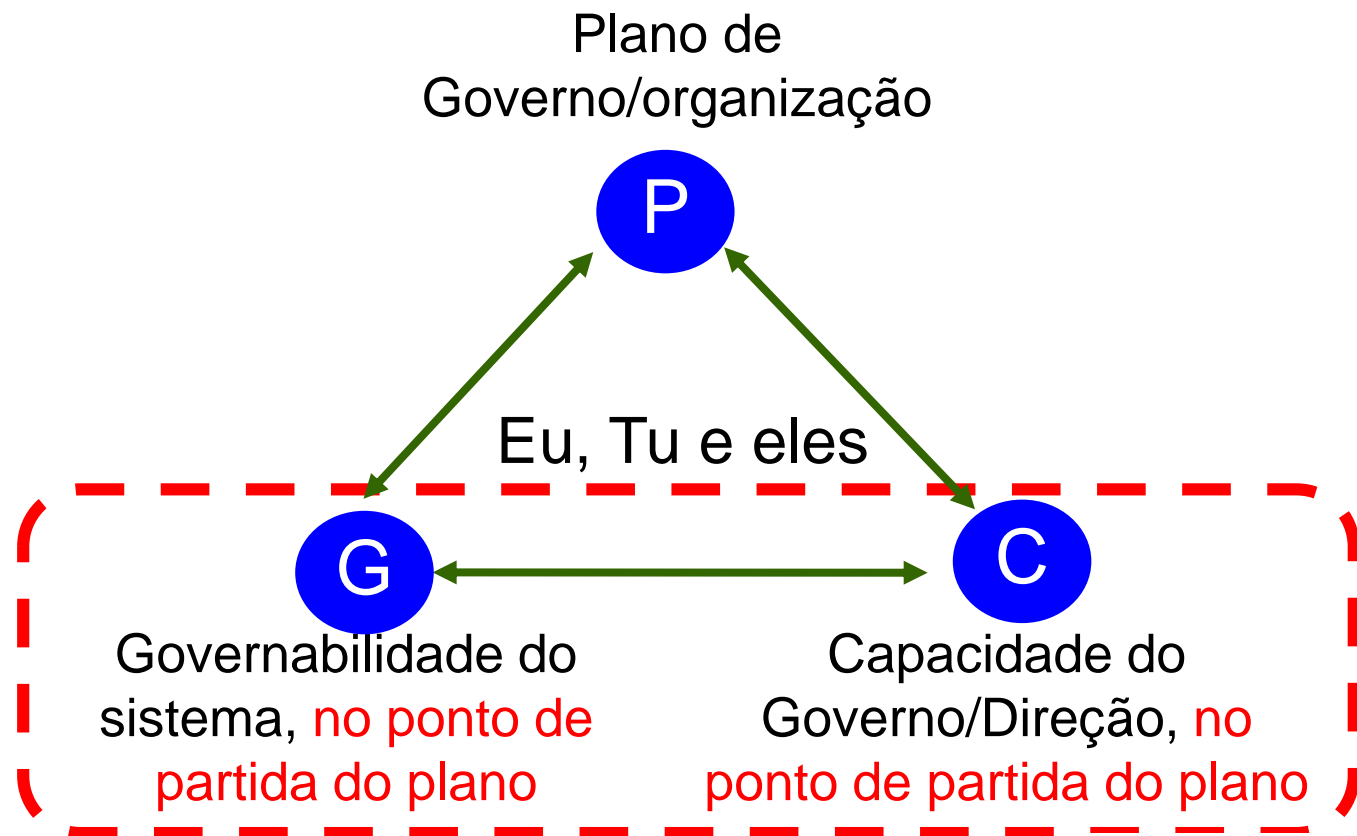 Plano de
Governo/organização
P
Eu, Tu e eles
G
C
Governabilidade do
sistema, no ponto de
partida do plano
Capacidade do
Governo/Direção, no
ponto de partida do plano